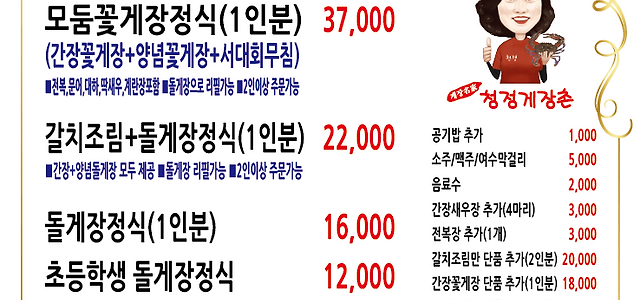 모둠꽃게장정식(1인분) 37,000
(간장꽃게장+양념꽃게장+서대회무침)
■전복,문어,대하,딱새우,계란장포함 ■돌게장으로 리필가능 ■2인이상 주문가능
갈치조림+돌게장정식(1인분) 22,000
■간장+양념돌게장 모두 제공 ■돌게장 리필가능 ■2인이상 주문가능
돌게장정식(1인분) 16,000
초등학생 돌게장정식 12,000
청정
게장명가 청정게장촌
공기밥 추가 1,000
소주/맥주/여수막걸리 5,000
음료수 2,000
간장새우장 추가(4마리) 3,000
전복장 추가(1개) 3,000
갈치조림만 단품 추가(2인분) 20,000
간장꽃게장 단품 추가(1인분) 18,000